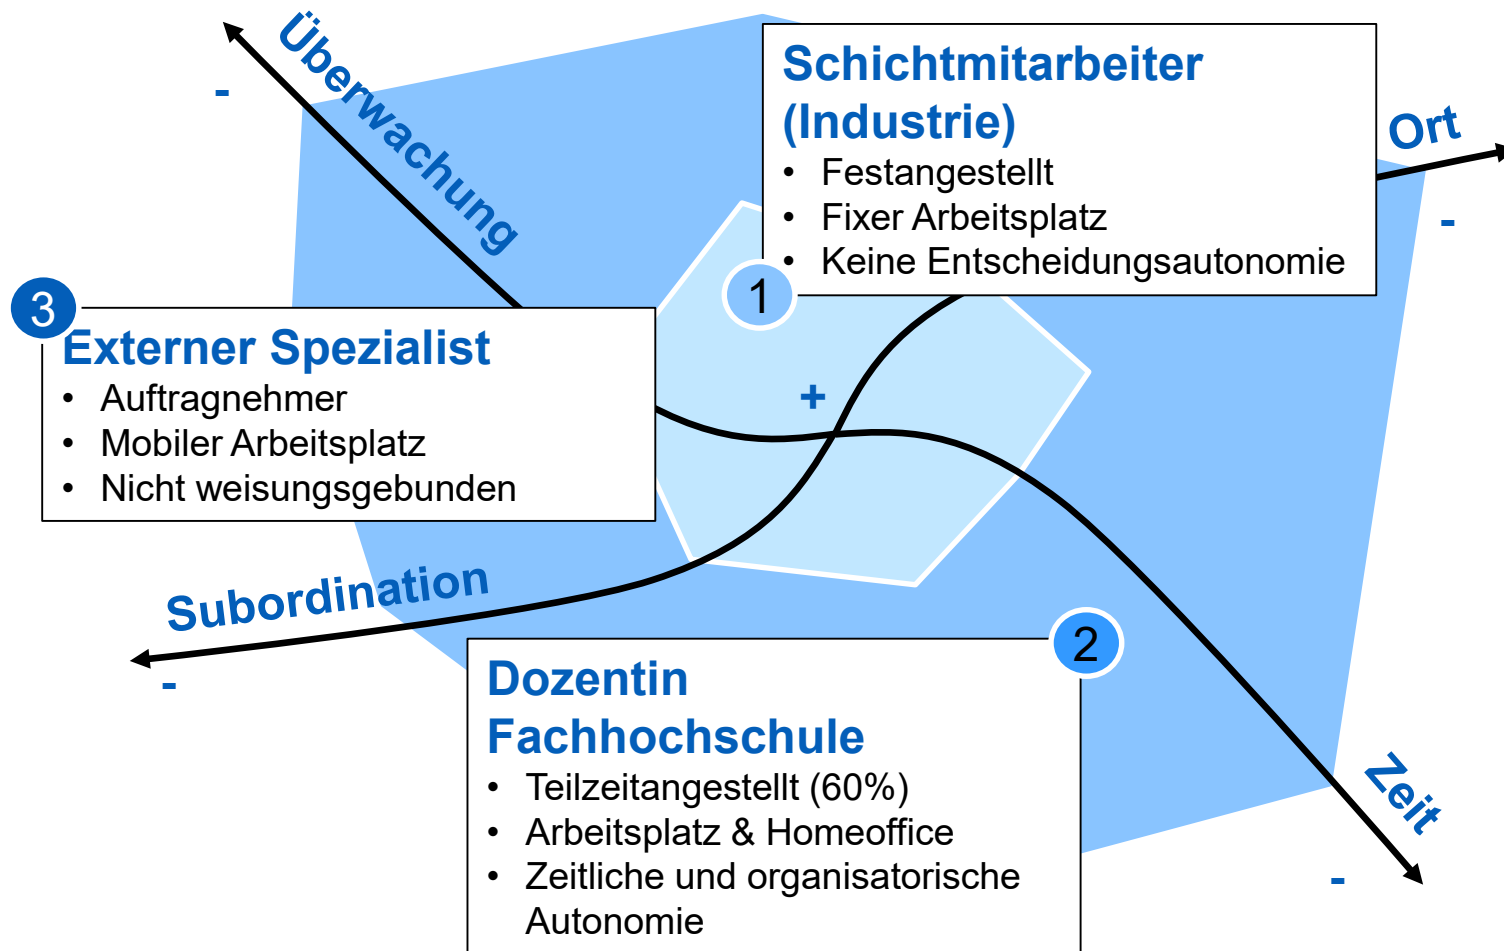 Überwachung
-
Schichtmitarbeiter
(Industrie)
• Festangestellt
• Fixer Arbeitsplatz
• Keine Entscheidungsautonomie
1
Ort
-
3
Externer Spezialist
• Auftragnehmer
• Mobiler Arbeitsplatz
• Nicht weisungsgebunden
+
Subordination
-
2
Dozentin
Fachhochschule
• Teilzeitangestellt (60%)
• Arbeitsplatz & Homeoffice
• Zeitliche und organisatorische
Autonomie
Zeit
-